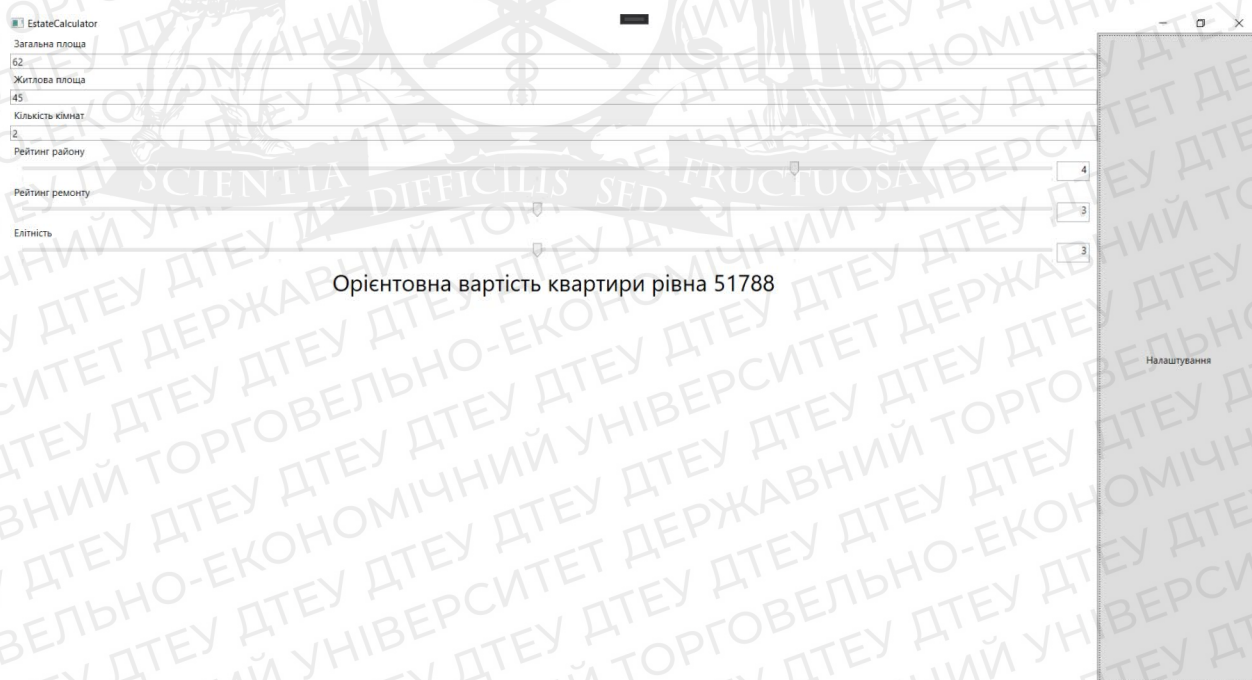 EstateCalculator
Загальна площа
62
Житлова площа
45
Кількість кімнат
2
Рейтинг району
4
Рейтинг ремонту
3
Елітність
3
Орієнтовна вартість квартири рівна 51788
Налаштування
SCIENTIA DIFFICILIS SED FRUCTUOSA